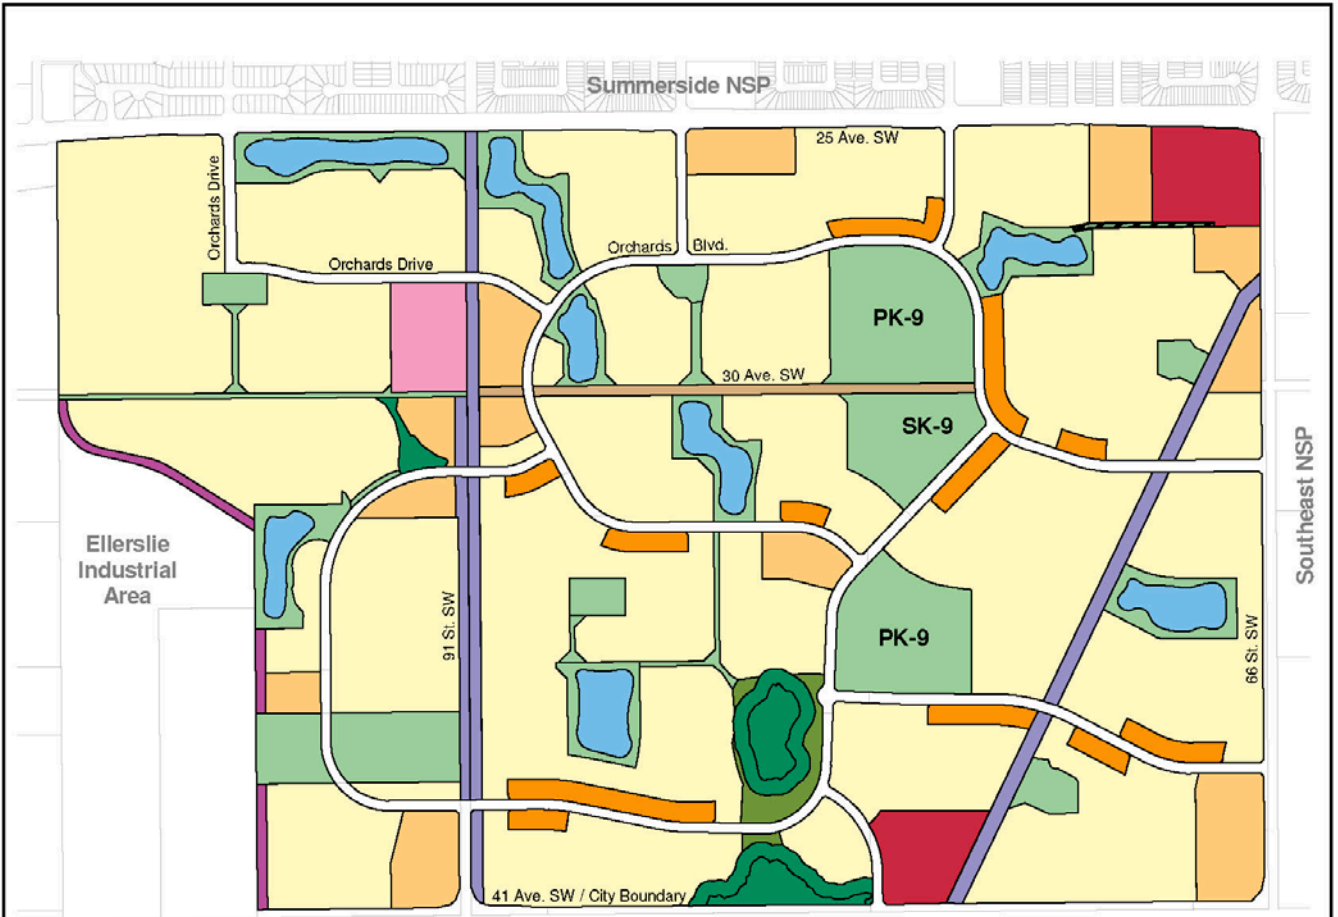 Summerside NSP
25 Ave. SW
Orchards Drive
Orchards Blvd.
Orchards Drive
PK-9
30 Ave. SW
SK-9
Southeast NSP
Ellerslie
Industrial
Area
91 St. SW
PK-9
66 St. SW
41 Ave. SW / City Boundary